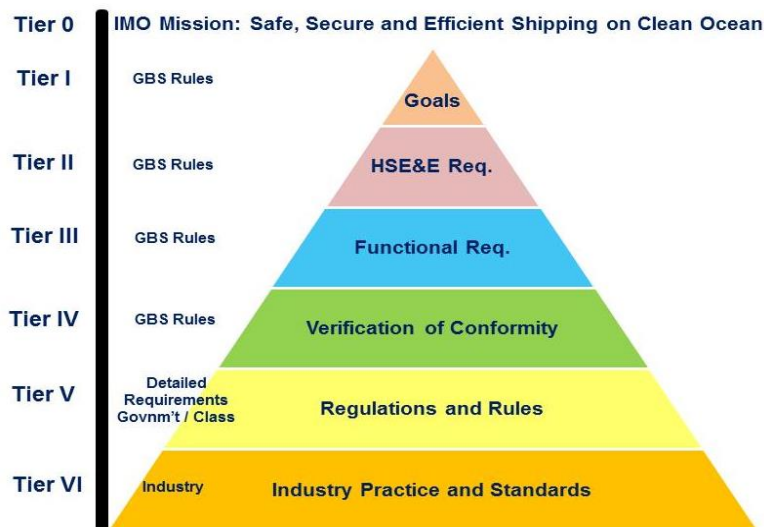 Tier 0 IMO Mission: Safe, Secure and Efficient Shipping on Clean Ocean
Tier I GBS Rules Goals
Tier II GBS Rules HSE&E Req.
Tier III GBS Rules Functional Req.
Tier IV GBS Rules Verification of Conformity
Tier V
Detailed
Requirements
Govnm't / Class
Regulations and Rules
Tier VI Industry Industry Practice and Standards